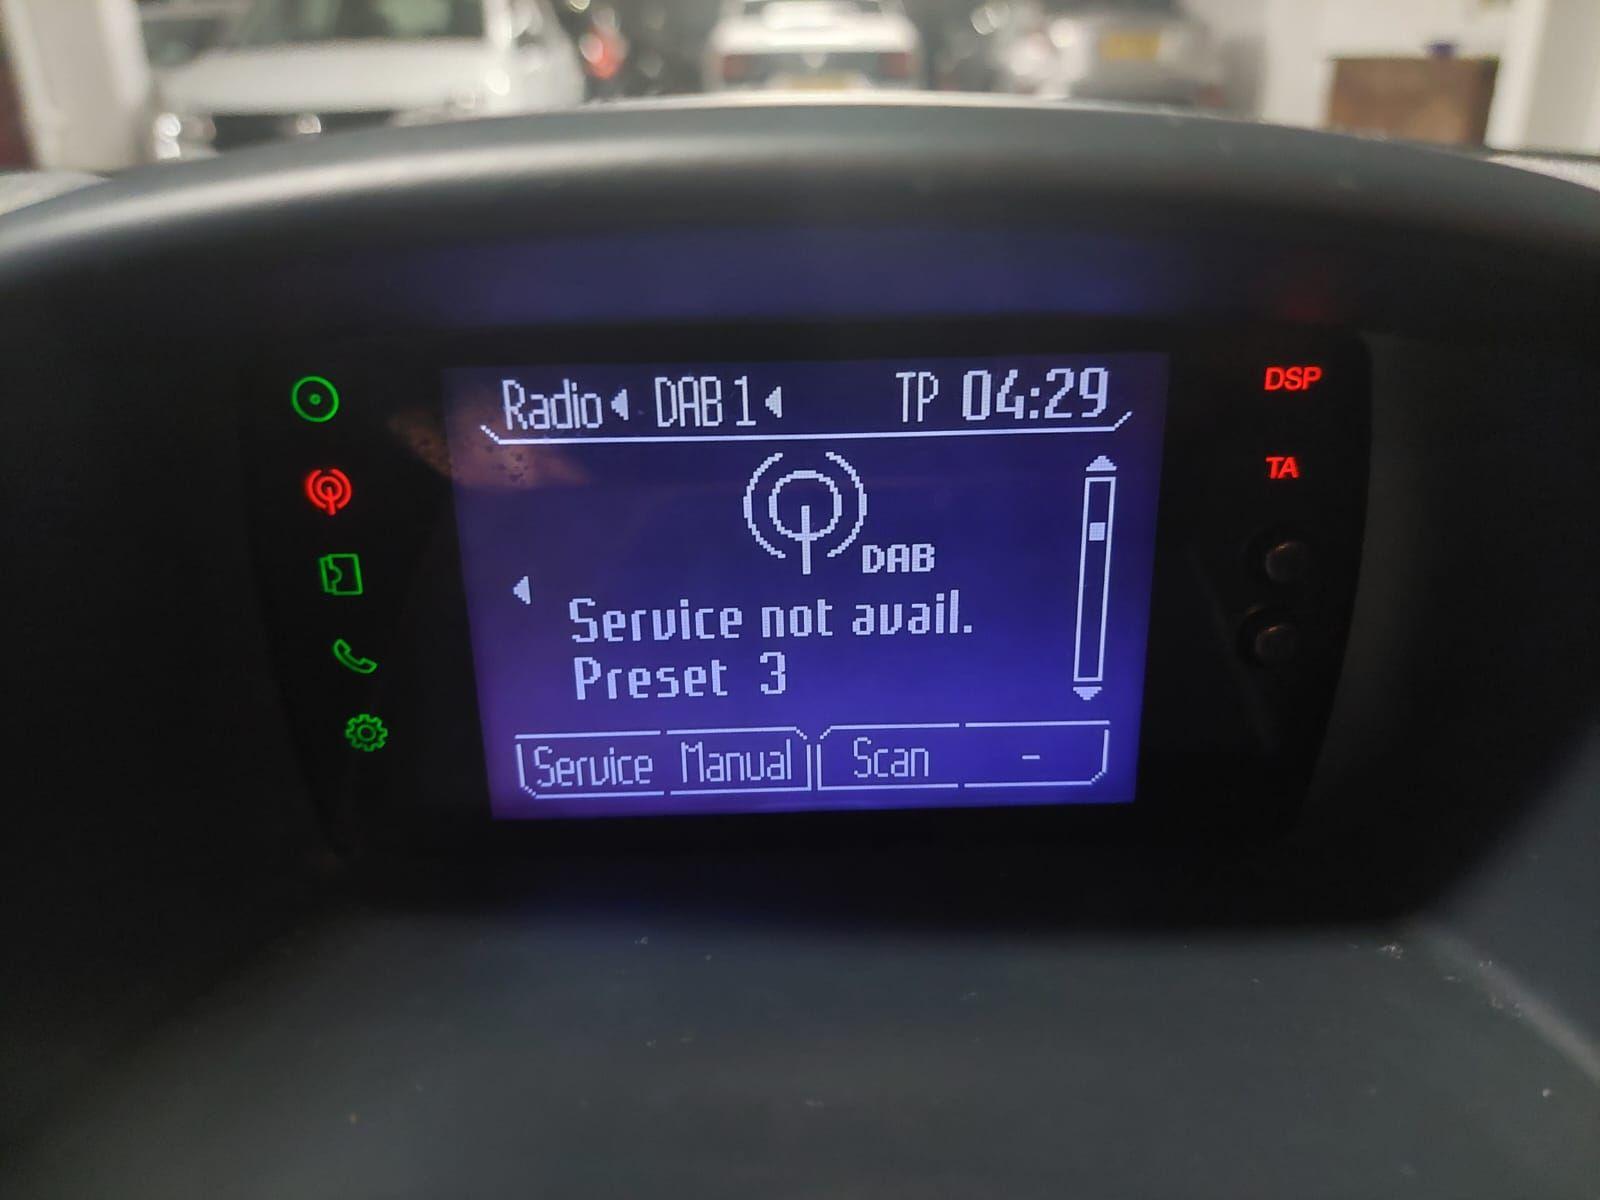 Radio DAB 1 TP 04:29
DSP
TA
DAB
Service not avail.
Preset 3
Service Manual Scan -